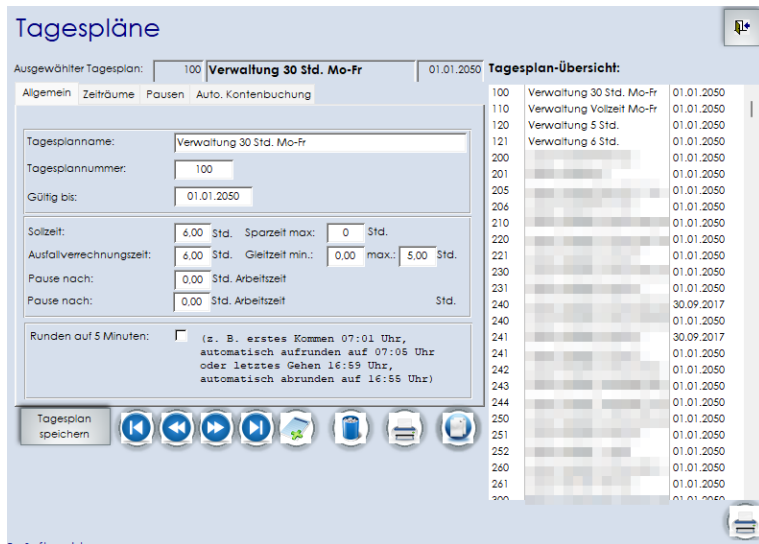 Tagespläne
Ausgewählter Tagesplan: 100 Verwaltung 30 Std. Mo-Fr 01.01.2050
Allgemein Zeiträume Pausen Auto. Kontenbuchung
Tagesplanname: Verwaltung 30 Std. Mo-Fr
Tagesplannummer: 100
Gültig bis: 01.01.2050
Sollzeit: 6,00 Std. Sparzeit max: 0 Std.
Ausfallverrechnungszeit: 6,00 Std. Gleitzeit min.: 0,00 max.: 5,00 Std.
Pause nach: 0,00 Std. Arbeitszeit
Pause nach: 0,00 Std. Arbeitszeit Std.
Runden auf 5 Minuten: (z. B. erstes Kommen 07:01 Uhr,
automatisch aufrunden auf 07:05 Uhr
oder letztes Gehen 16:59 Uhr,
automatisch abrunden auf 16:55 Uhr)
Tagesplan
speichern
Tagesplan-Übersicht:
100 Verwaltung 30 Std. Mo-Fr 01.01.2050
110 Verwaltung Vollzeit Mo-Fr 01.01.2050
120 Verwaltung 5 Std. 01.01.2050
121 Verwaltung 6 Std. 01.01.2050
200 01.01.2050
201 01.01.2050
205 01.01.2050
206 01.01.2050
210 01.01.2050
220 01.01.2050
221 01.01.2050
230 01.01.2050
231 01.01.2050
240 30.09.2017
240 01.01.2050
241 30.09.2017
241 01.01.2050
242 01.01.2050
243 01.01.2050
244 01.01.2050
250 01.01.2050
251 01.01.2050
252 01.01.2050
260 01.01.2050
261 01.01.2050
300 01.01.2050